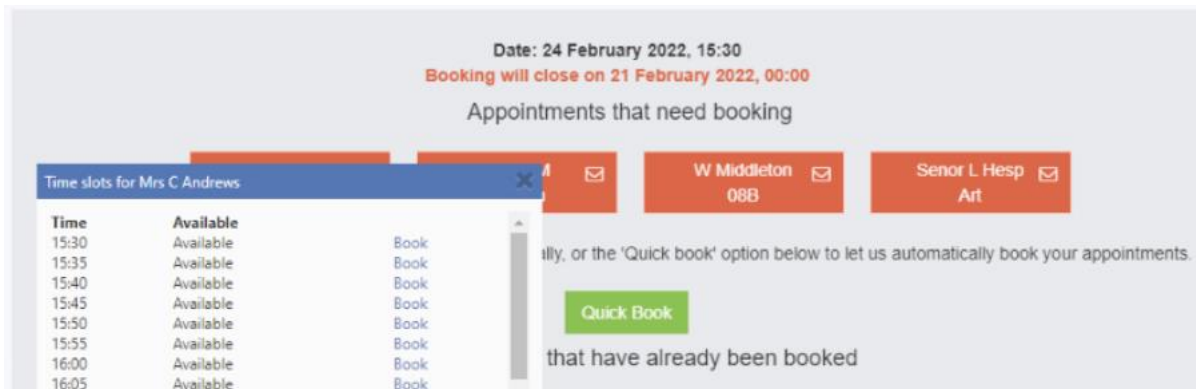 Date: 24 February 2022, 15:30
Booking will close on 21 February 2022, 00:00
Appointments that need booking
W Middleton
08B
Senor L Hesp
Art
Time slots for Mrs C Andrews
Time Available
15:30 Available Book
15:35 Available Book
15:40 Available Book
15:45 Available Book
15:50 Available Book
15:55 Available Book
16:00 Available Book
16:05 Available Book
or the 'Quick book' option below to let us automatically book your appointments.
Quick Book
that have already been booked